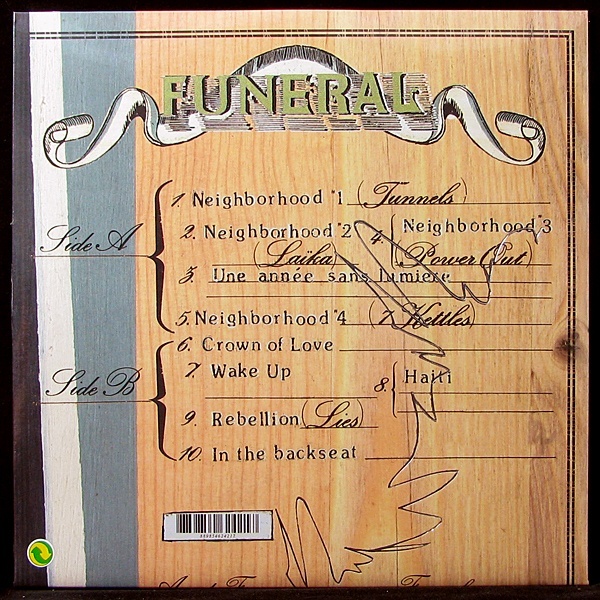 FUNERAL
Side A
1. Neighborhood #1 (Tunnels)
2. Neighborhood #2 (Laïka)
3. Une année sans lumiere
4. Neighborhood #3 (Power Out)
5. Neighborhood #4 (7 Kettles)
Side B
6. Crown of Love
7. Wake Up
8. Haiti
9. Rebellion (Lies)
10. In the backseat